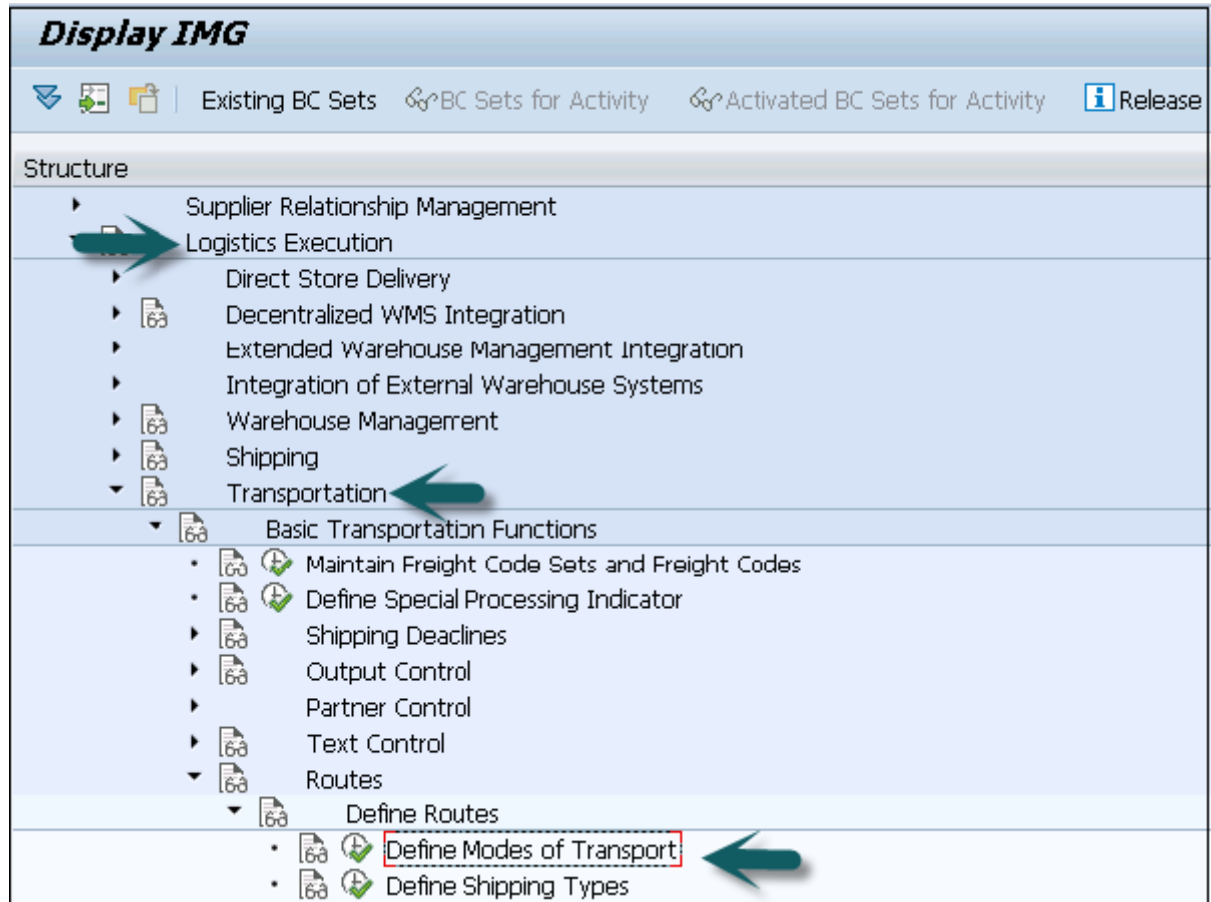 Display IMG
Existing BC Sets BC Sets for Activity Activated BC Sets for Activity Release
Structure
Supplier Relationship Management
Logistics Execution
Direct Store Delivery
Decentralized WMS Integration
Extended Warehouse Management Integration
Integration of External Warehouse Systems
Warehouse Management
Shipping
Transportation
Basic Transportation Functions
Maintain Freight Code Sets and Freight Codes
Define Special Processing Indicator
Shipping Deadlines
Output Control
Partner Control
Text Control
Routes
Define Routes
Define Modes of Transport
Define Shipping Types